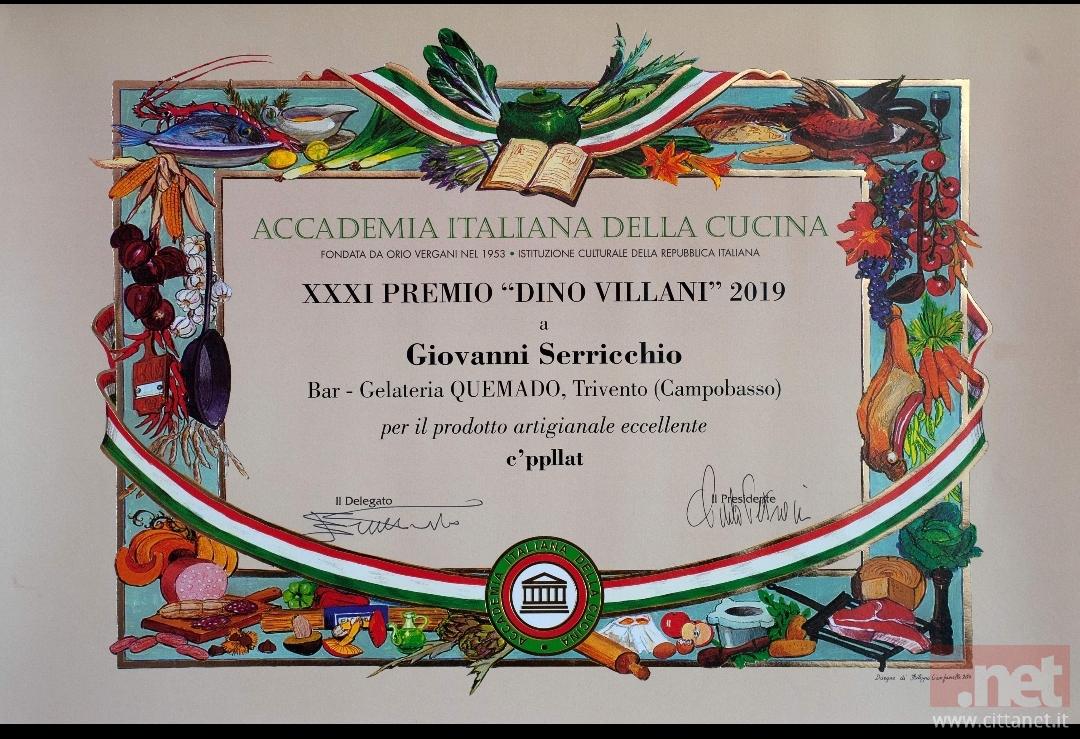 ACCADEMIA ITALIANA DELLA CUCINA
FONDATA DA ORIO VERGANI NEL 1953 • ISTITUZIONE CULTURALE DELLA REPUBBLICA ITALIANA
XXXI PREMIO “DINO VILLANI” 2019
a
Giovanni Serricchio
Bar - Gelateria QUEMADO, Trivento (Campobasso)
per il prodotto artigianale eccellente
c’ppllat
Il Delegato
Il Presidente
ACCADEMIA ITALIANA DELLA CUCINA
Disegno di
.net
www.cittanet.it